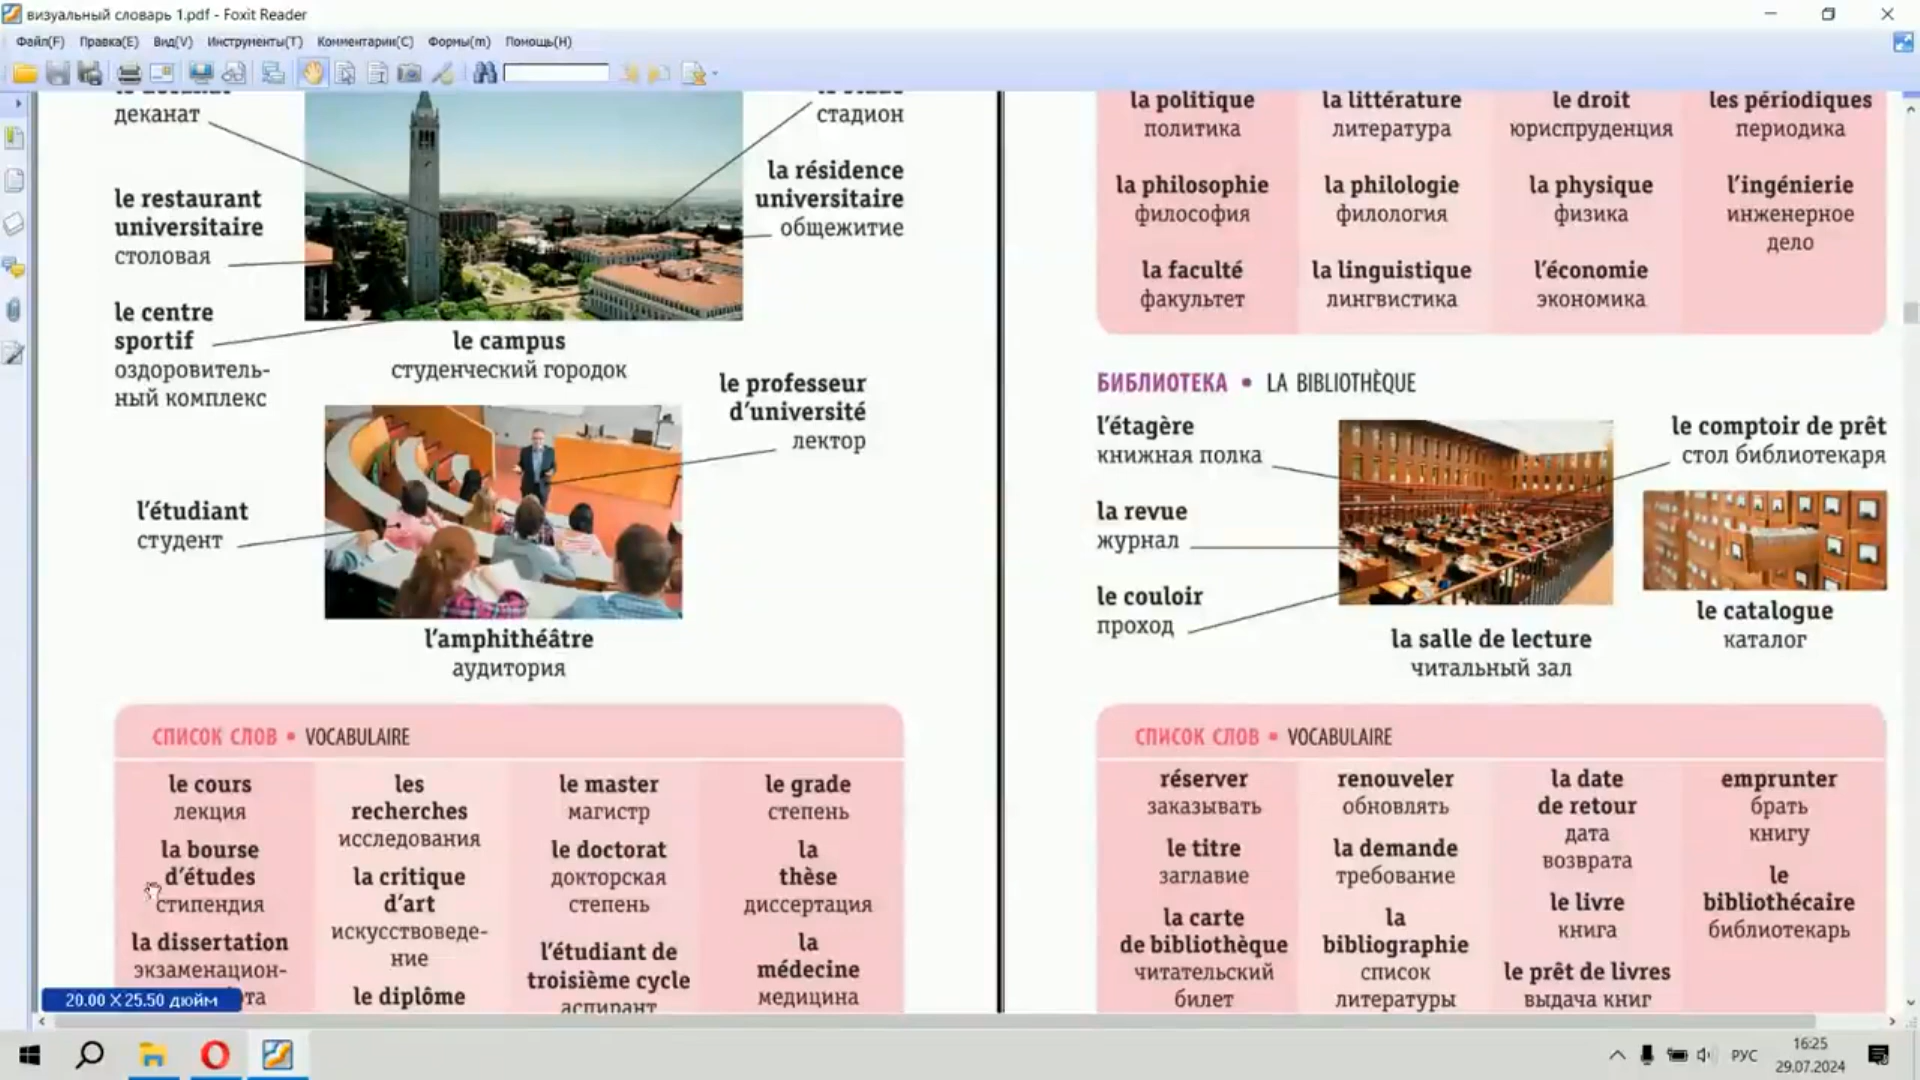 визуальный словарь 1.pdf - Foxit Reader
Файл(F) Правка(E) Вид(V) Инструменты(T) Комментарии(C) Формы(m) Помощь(H)
деканат
le restaurant
universitaire
столовая
le centre
sportif
оздоровитель-
ный комплекс
стадион
la résidence
universitaire
общежитие
le campus
студенческий городок
le professeur
d’université
лектор
l’étudiant
студент
l’amphithéâtre
аудитория
СПИСОК СЛОВ • VOCABULAIRE
le cours
лекция
la bourse
d’études
стипендия
la dissertation
экзаменацион-
les
recherches
исследования
la critique
d’art
искусствоведе-
ние
le diplôme
le master
магистр
le doctorat
докторская
степень
l’étudiant de
troisième cycle
аспирант
le grade
степень
la
thèse
диссертация
la
médecine
медицина
la politique
политика
la philosophie
философия
la faculté
факультет
la littérature
литература
la philologie
филология
la linguistique
лингвистика
le droit
юриспруденция
la physique
физика
l’économie
экономика
les périodiques
периодика
l’ingénierie
инженерное
дело
БИБЛИОТЕКА • LA BIBLIOTHÈQUE
l’étagère
книжная полка
la revue
журнал
le couloir
проход
le comptoir de prêt
стол библиотекаря
la salle de lecture
читальный зал
le catalogue
каталог
СПИСОК СЛОВ • VOCABULAIRE
réserver
заказывать
le titre
заглавие
la carte
de bibliothèque
читательский
билет
renouveler
обновлять
la demande
требование
la
bibliographie
список
литературы
la date
de retour
дата
возврата
le livre
книга
le prêt de livres
выдача книг
emprunter
брать
книгу
le
bibliothécaire
библиотекарь
20.00 X 25.50 дюйм
РУС
16:25
29.07.2024